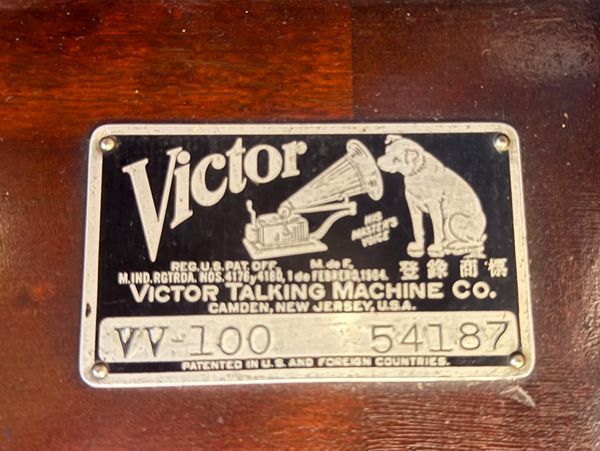 Victor
HIS
MASTER'S
VOICE
REG. U.S. PAT. OFF. M. de F.
M. IND. RGTRDA. NOS. 4176 y 4168, 1 de FEBRERO, 1904. 登錄商標
VICTOR TALKING MACHINE CO.
CAMDEN, NEW JERSEY, U.S.A.
VV-100 54187
PATENTED IN U.S. AND FOREIGN COUNTRIES.